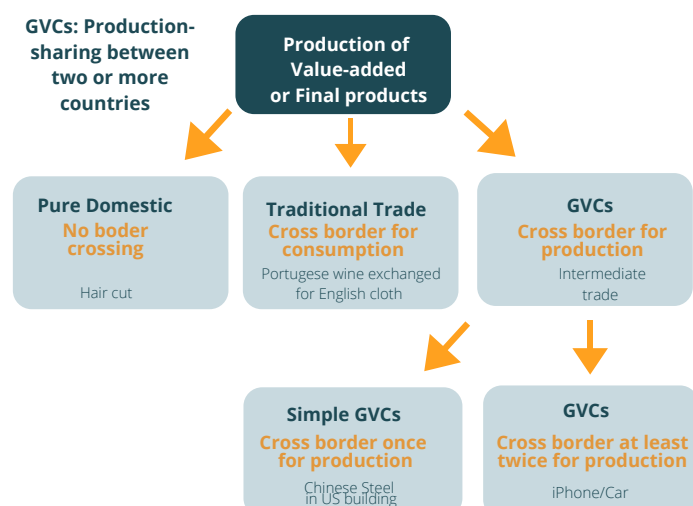 GVCs: Production-
sharing between
two or more
countries
Production of
Value-added
or Final products
Pure Domestic
No boder
crossing
Hair cut
Traditional Trade
Cross border for
consumption
Portugese wine exchanged
for English cloth
GVCs
Cross border for
production
Intermediate
trade
Simple GVCs
Cross border once
for production
Chinese Steel
in US building
GVCs
Cross border at least
twice for production
iPhone/Car